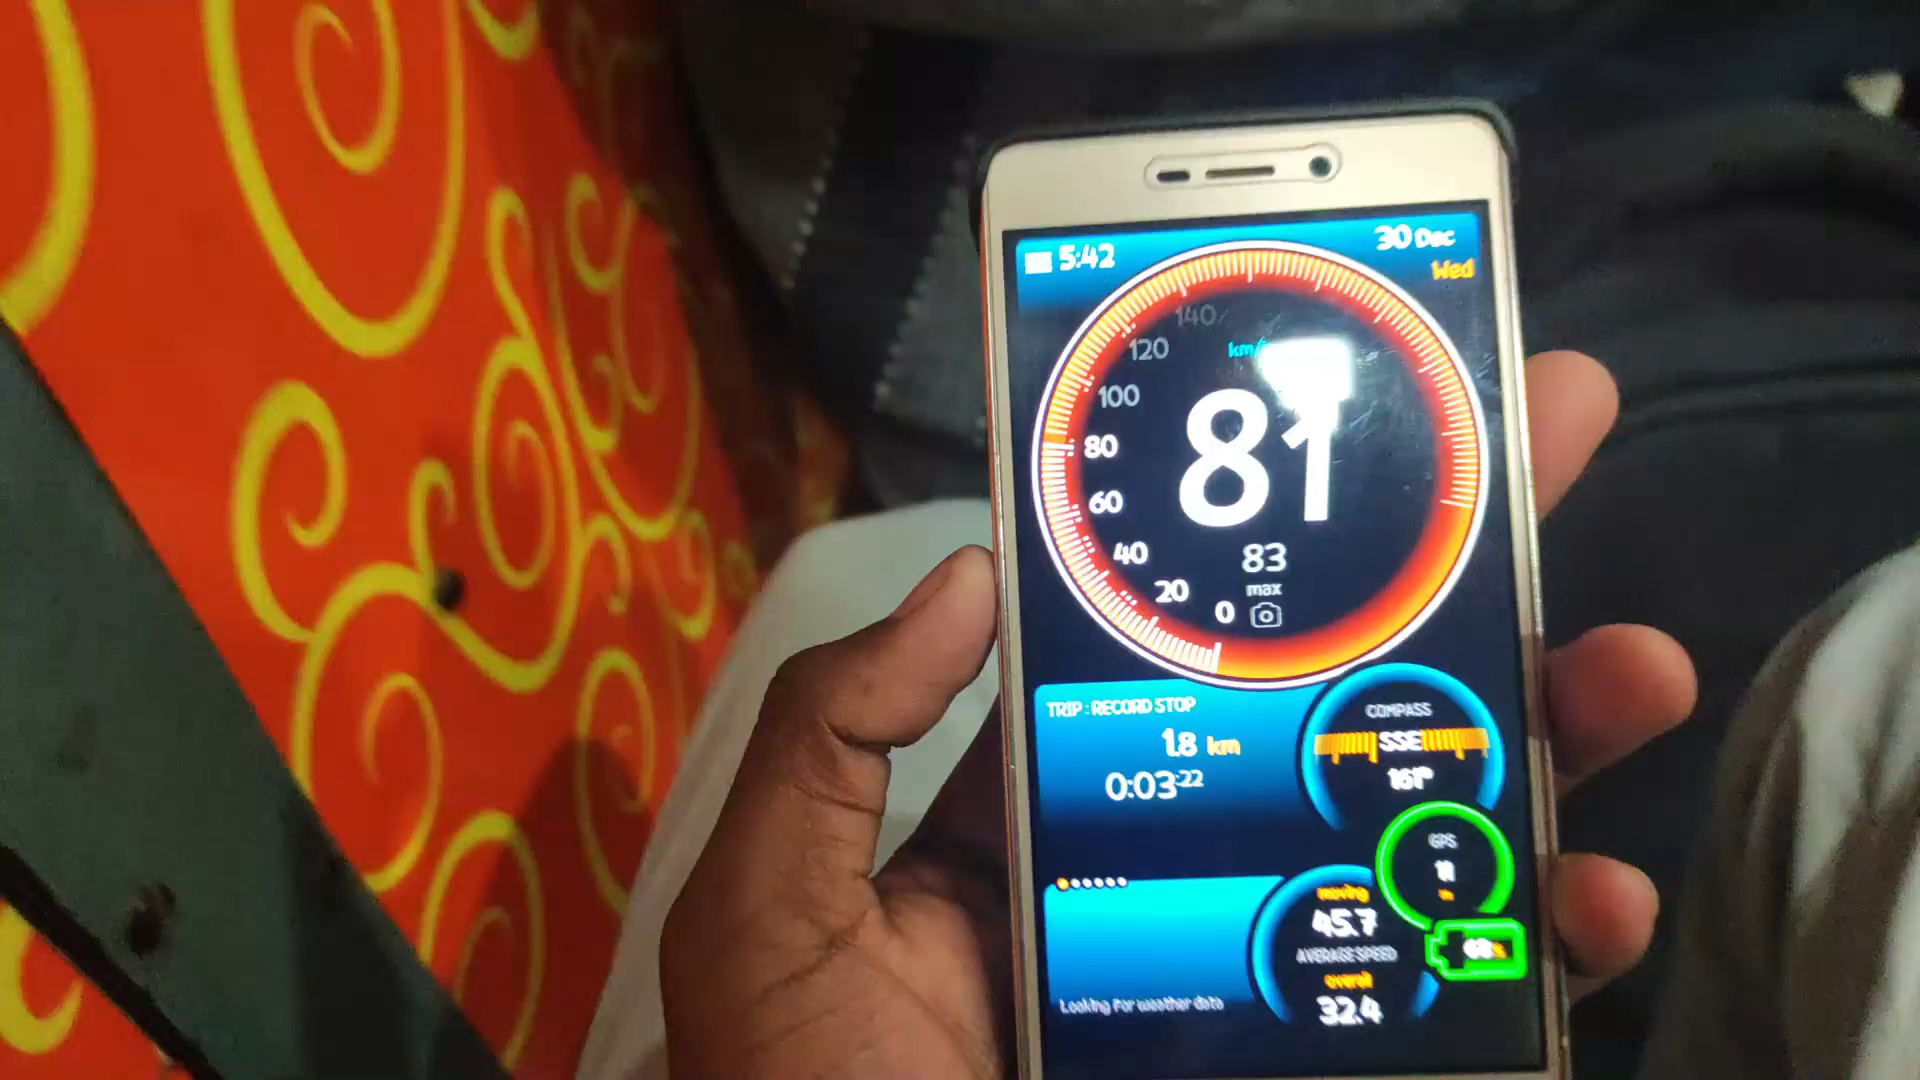 5:42
30 Dec
Wed
140
120
100
80
60
40
20
0
81
83
max
TRIP : RECORD STOP
1.8 km
0:03:22
COMPASS
SSE
161°
GPS
11
m
moving
45.7
AVERAGE SPEED
overall
32.4
Looking for weather data